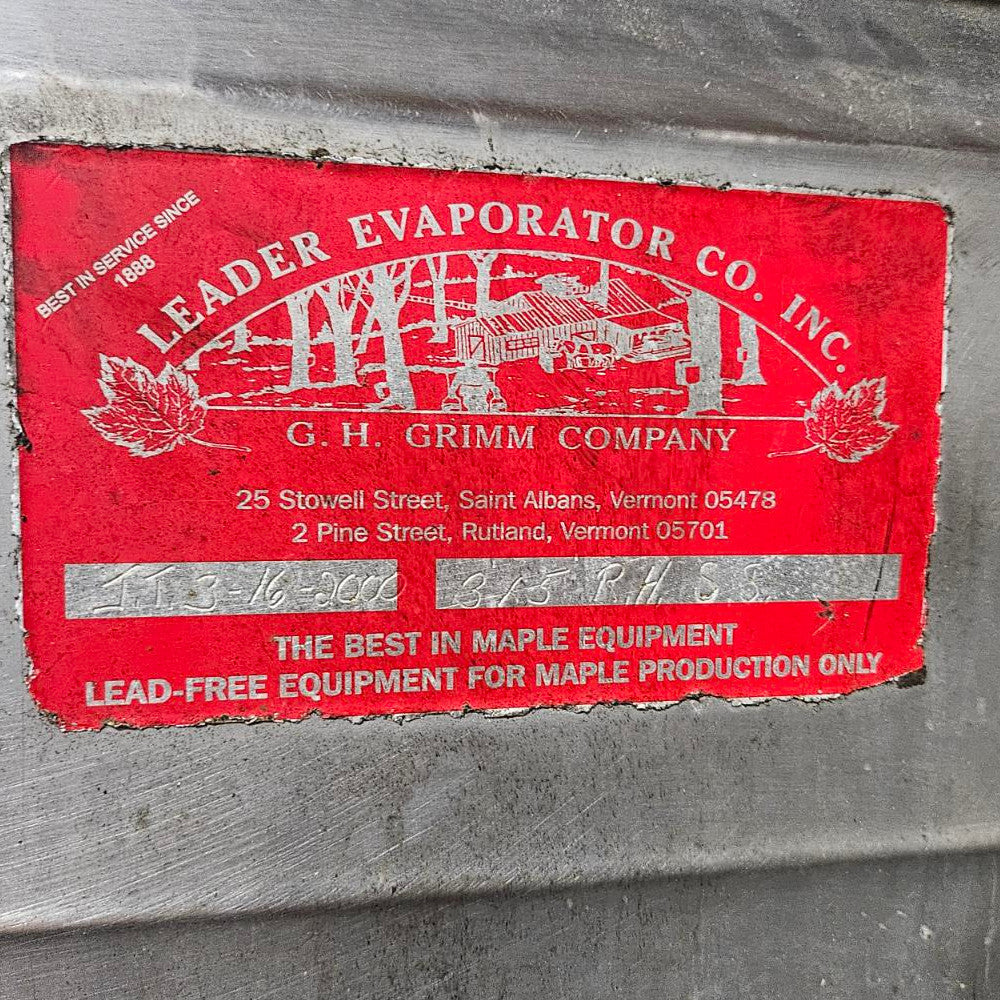 BEST IN SERVICE SINCE
1888
LEADER EVAPORATOR CO. INC.
G. H. GRIMM COMPANY
25 Stowell Street, Saint Albans, Vermont 05478
2 Pine Street, Rutland, Vermont 05701
J.T. 3-16-2000 R.H. S S
THE BEST IN MAPLE EQUIPMENT
LEAD-FREE EQUIPMENT FOR MAPLE PRODUCTION ONLY